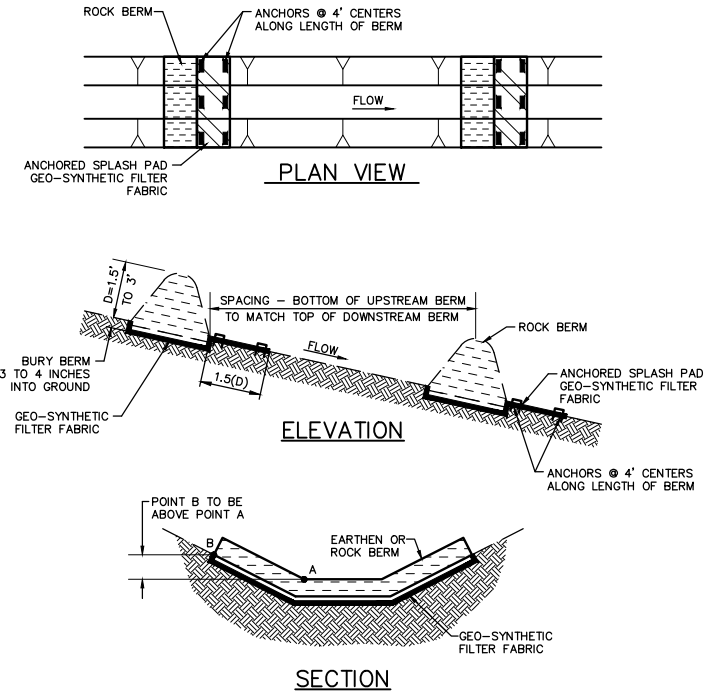 ROCK BERM
ANCHORS @ 4' CENTERS
ALONG LENGTH OF BERM
FLOW
ANCHORED SPLASH PAD
GEO-SYNTHETIC FILTER
FABRIC
PLAN VIEW
D=1.5'
TO 3'
SPACING - BOTTOM OF UPSTREAM BERM
TO MATCH TOP OF DOWNSTREAM BERM
ROCK BERM
FLOW
BURY BERM
3 TO 4 INCHES
INTO GROUND
1.5(D)
ANCHORED SPLASH PAD
GEO-SYNTHETIC FILTER
FABRIC
GEO-SYNTHETIC
FILTER FABRIC
ELEVATION
ANCHORS @ 4' CENTERS
ALONG LENGTH OF BERM
POINT B TO BE
ABOVE POINT A
B
A
EARTHEN OR
ROCK BERM
GEO-SYNTHETIC
FILTER FABRIC
SECTION